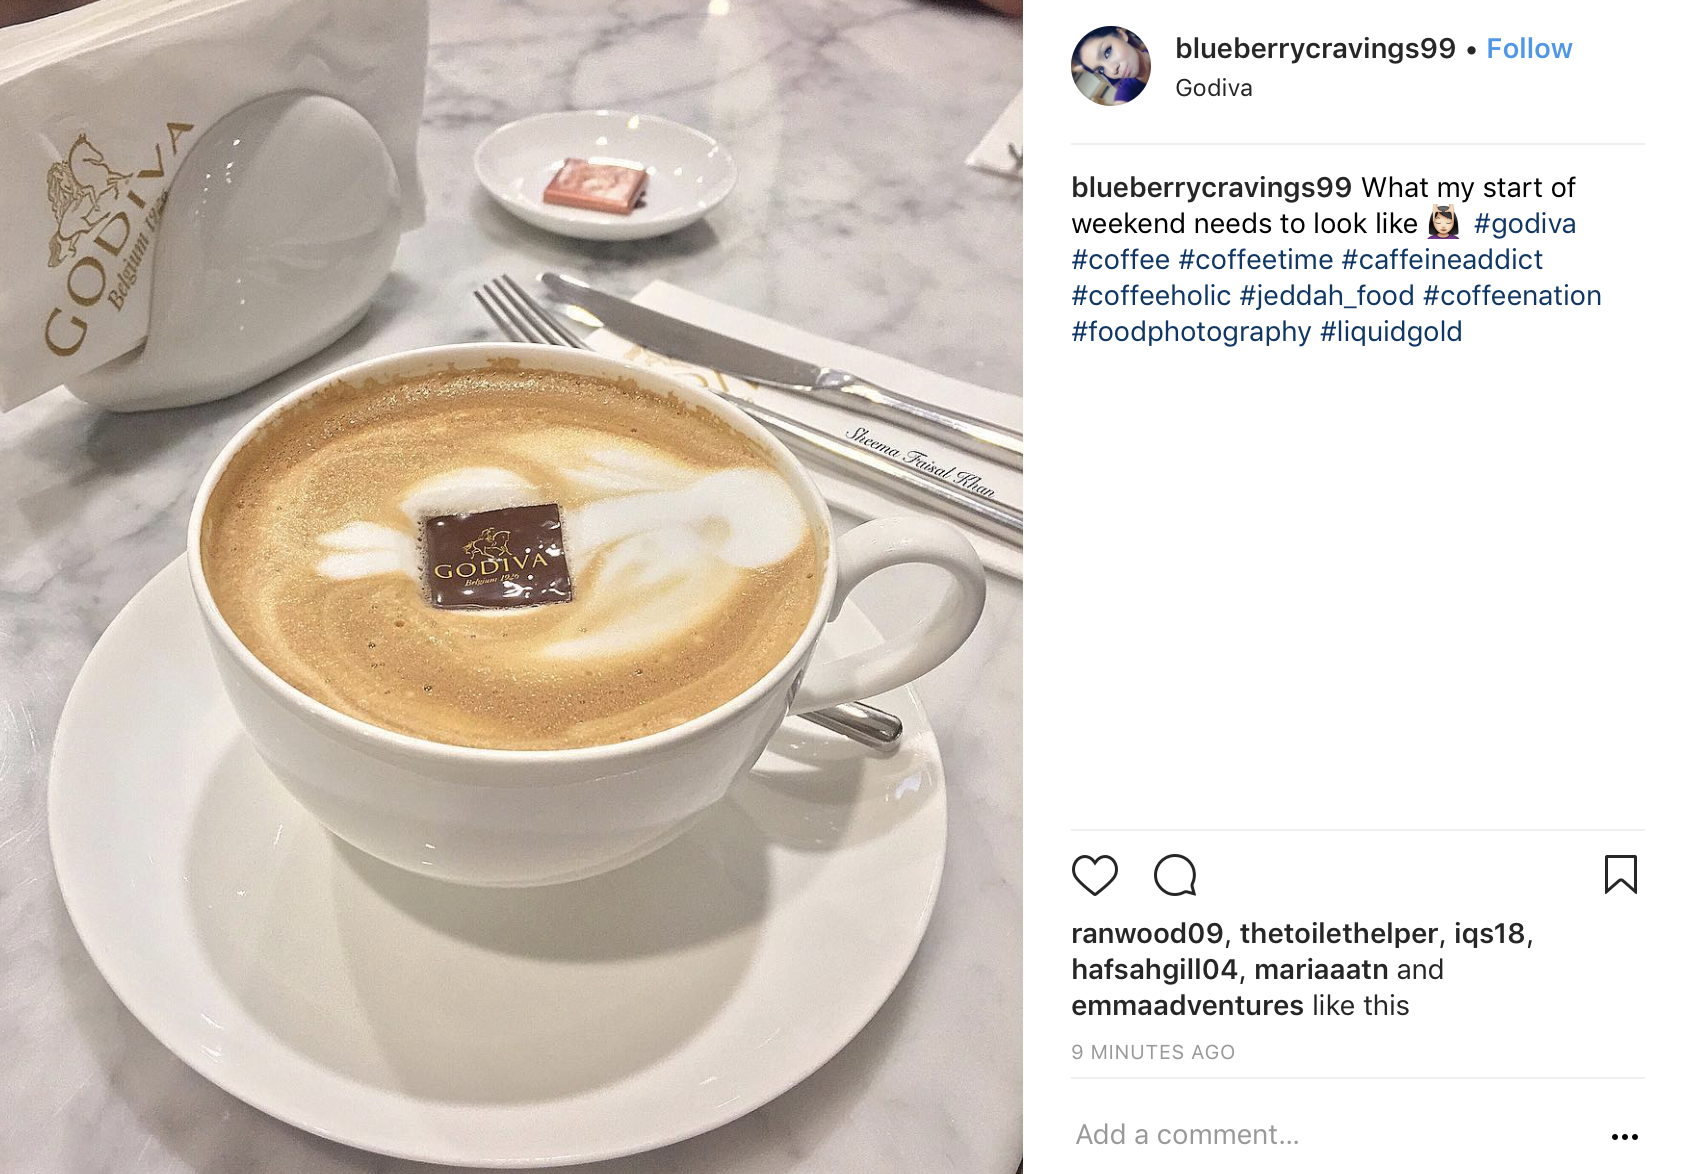 GODIVA
Belgium 1926
Sheema Faisal Khan
GODIVA
Belgium 1926
blueberrycravings99 • Follow
Godiva
blueberrycravings99 What my start of
weekend needs to look like 💆🏻 #godiva
#coffee #coffeetime #caffeineaddict
#coffeeholic #jeddah_food #coffeenation
#foodphotography #liquidgold
ranwood09, thetoilethelper, iqs18,
hafsahgill04, mariaaatn and
emmaadventures like this
9 MINUTES AGO
Add a comment...